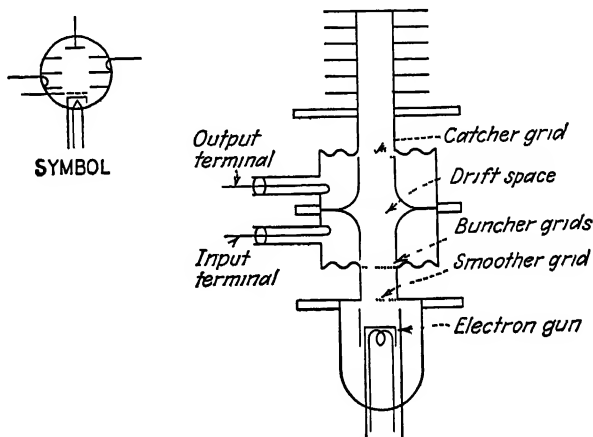 SYMBOL
Output
terminal
Input
terminal
Catcher grid
Drift space
Buncher grids
Smoother grid
Electron gun